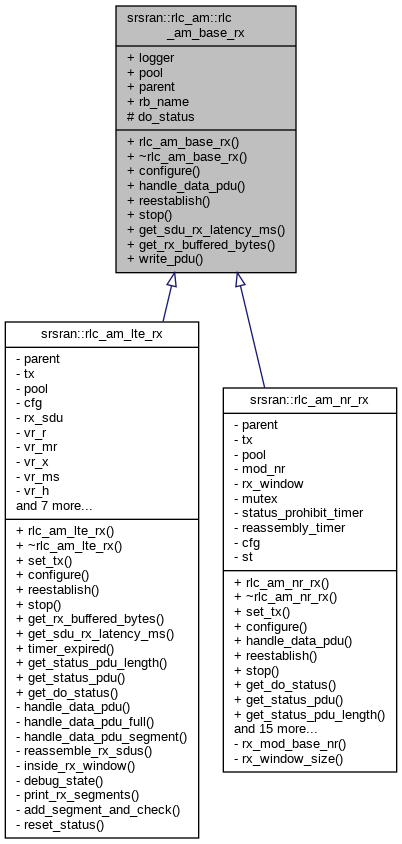 srsran::rlc_am::rlc
_am_base_rx
+ logger
+ pool
+ parent
+ rb_name
# do_status
+ rlc_am_base_rx()
+ ~rlc_am_base_rx()
+ configure()
+ handle_data_pdu()
+ reestablish()
+ stop()
+ get_sdu_rx_latency_ms()
+ get_rx_buffered_bytes()
+ write_pdu()
srsran::rlc_am_lte_rx
- parent
- tx
- pool
- cfg
- rx_sdu
- vr_r
- vr_mr
- vr_x
- vr_ms
- vr_h
and 7 more...
+ rlc_am_lte_rx()
+ ~rlc_am_lte_rx()
+ set_tx()
+ configure()
+ reestablish()
+ stop()
+ get_rx_buffered_bytes()
+ get_sdu_rx_latency_ms()
+ timer_expired()
+ get_status_pdu_length()
+ get_status_pdu()
+ get_do_status()
- handle_data_pdu()
- handle_data_pdu_full()
- handle_data_pdu_segment()
- reassemble_rx_sdus()
- inside_rx_window()
- debug_state()
- print_rx_segments()
- add_segment_and_check()
- reset_status()
srsran::rlc_am_nr_rx
- parent
- tx
- pool
- mod_nr
- rx_window
- mutex
- status_prohibit_timer
- reassembly_timer
- cfg
- st
+ rlc_am_nr_rx()
+ ~rlc_am_nr_rx()
+ set_tx()
+ configure()
+ handle_data_pdu()
+ reestablish()
+ stop()
+ get_do_status()
+ get_status_pdu()
+ get_status_pdu_length()
and 15 more...
- rx_mod_base_nr()
- rx_window_size()